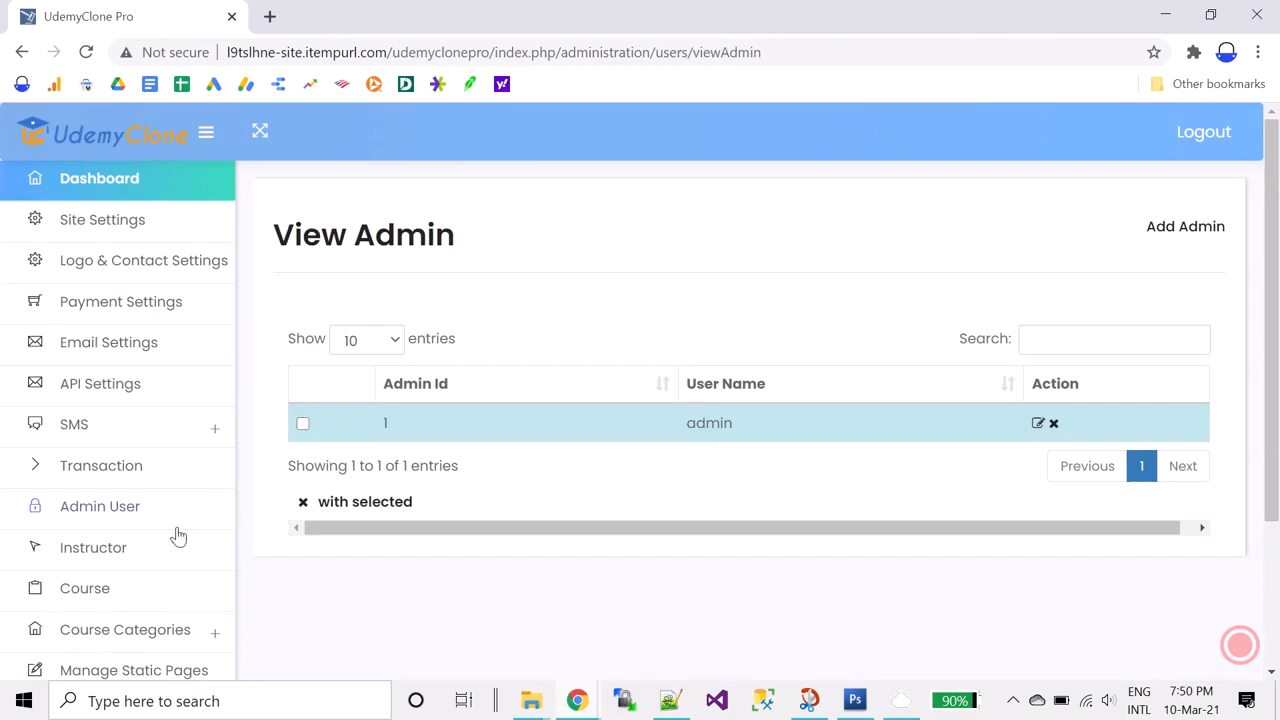 UdemyClone Pro
Not secure
l9tslhne-site.itempurl.com/udemyclonepro/index.php/administration/users/viewAdmin
Other bookmarks
UdemyClone
Logout
Dashboard
Site Settings
Logo & Contact Settings
Payment Settings
Email Settings
API Settings
SMS
Transaction
Admin User
Instructor
Course
Course Categories
Manage Static Pages
View Admin
Add Admin
Show 10 entries
Search:
Admin Id User Name Action
1 admin
Showing 1 to 1 of 1 entries
Previous 1 Next
with selected
Type here to search
Ps
90%
ENG
INTL
7:50 PM
10-Mar-21